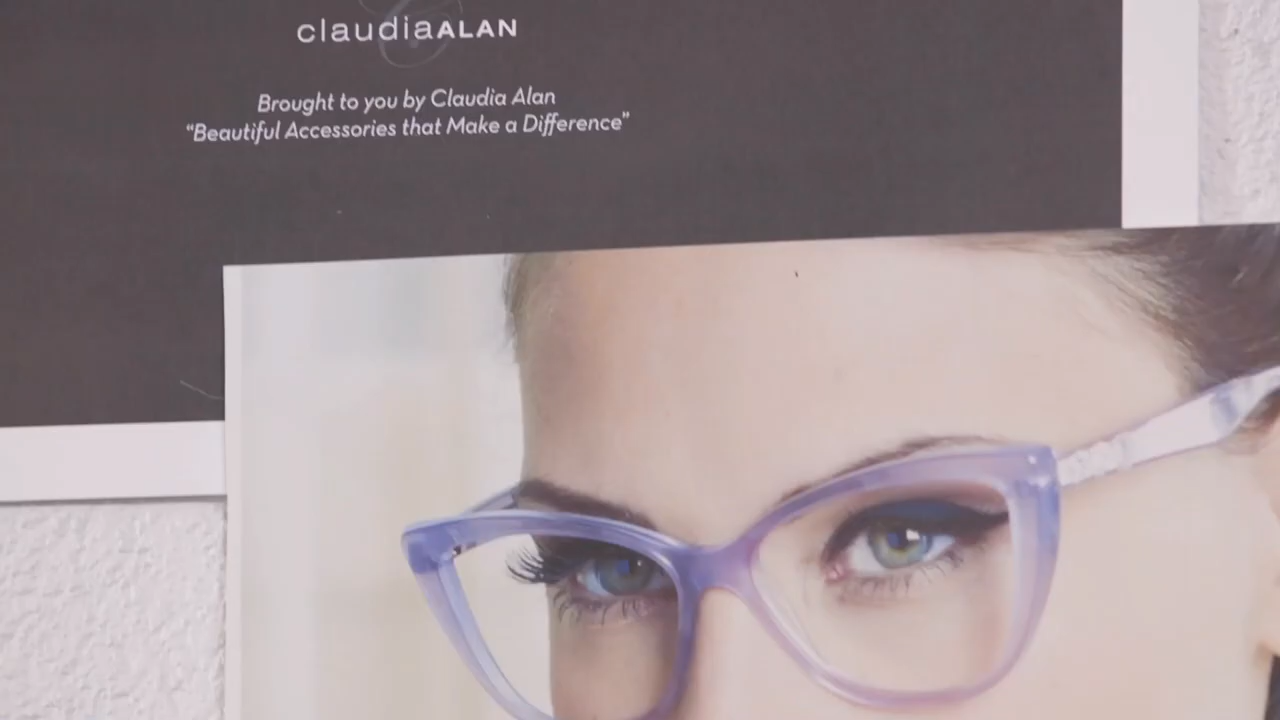 claudiaALAN
Brought to you by Claudia Alan
“Beautiful Accessories that Make a Difference”